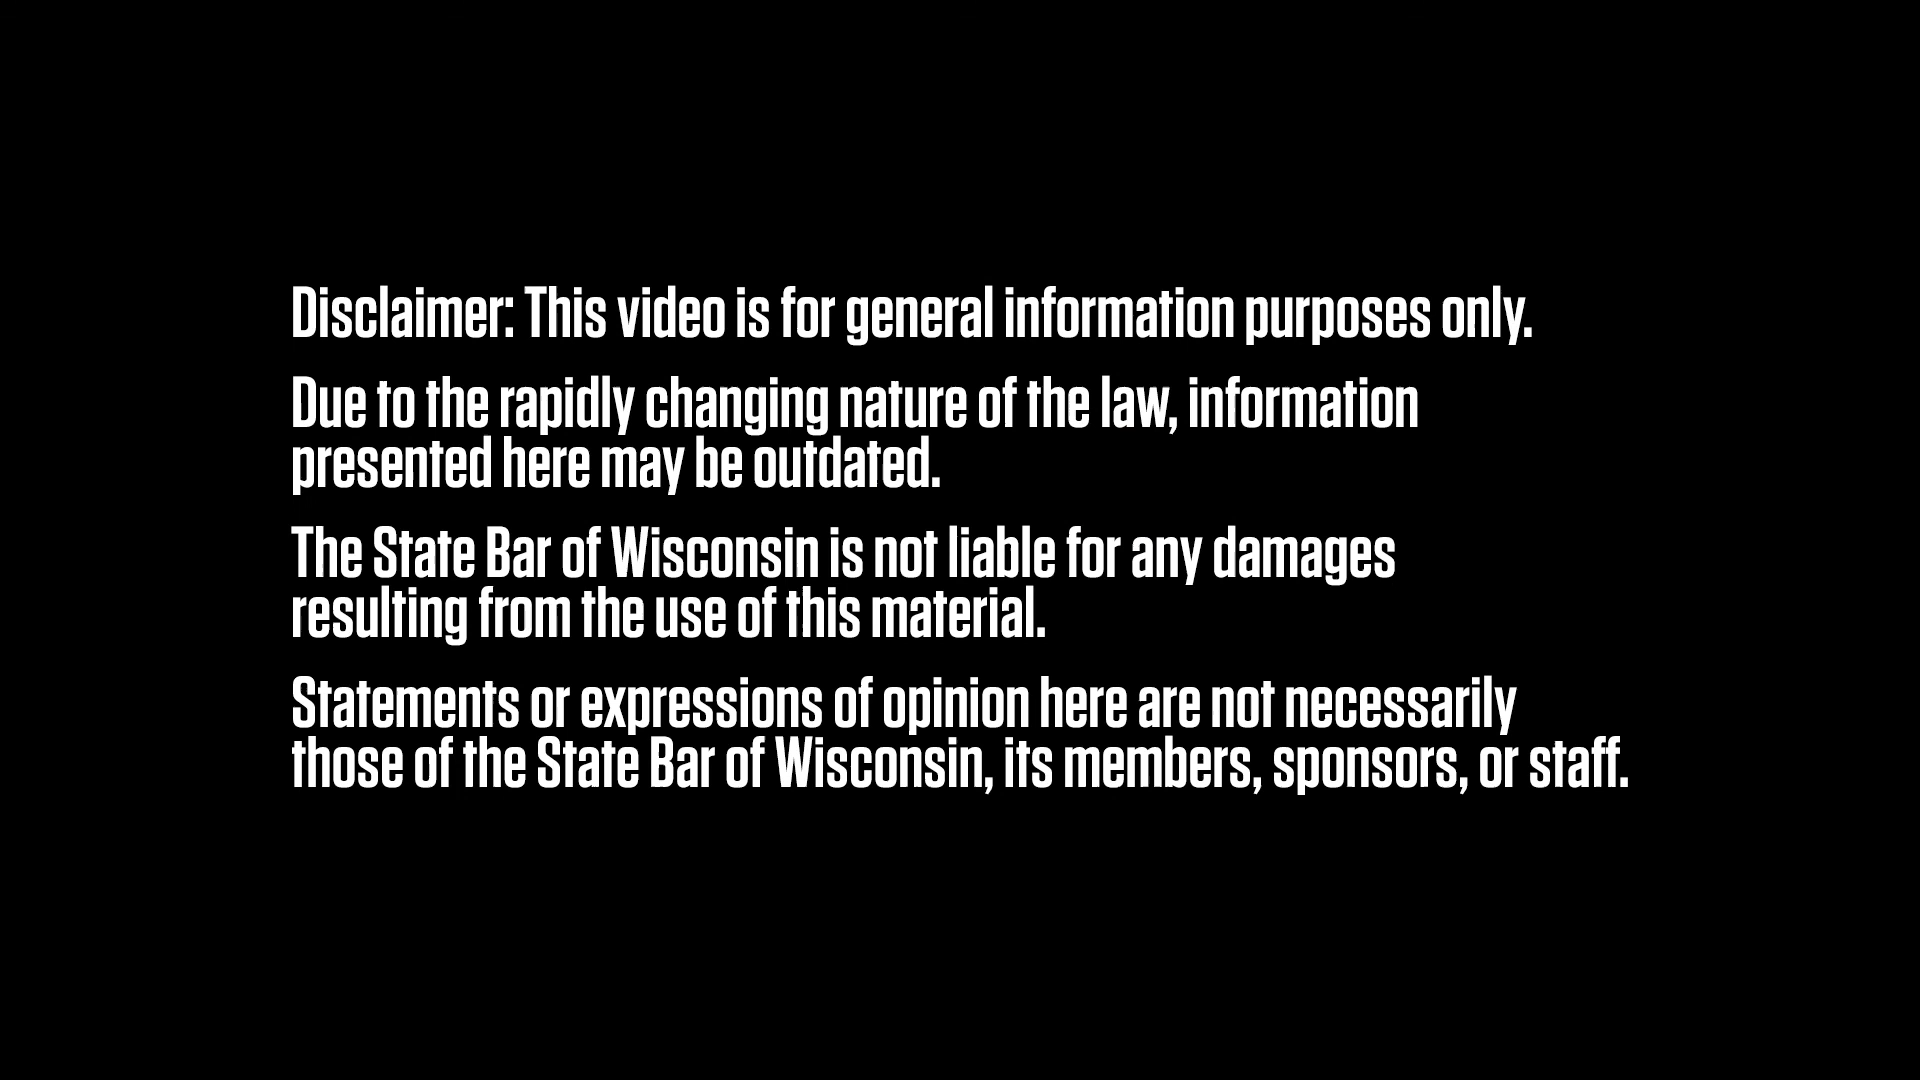 Disclaimer: This video is for general information purposes only.
Due to the rapidly changing nature of the law, information
presented here may be outdated.
The State Bar of Wisconsin is not liable for any damages
resulting from the use of this material.
Statements or expressions of opinion here are not necessarily
those of the State Bar of Wisconsin, its members, sponsors, or staff.